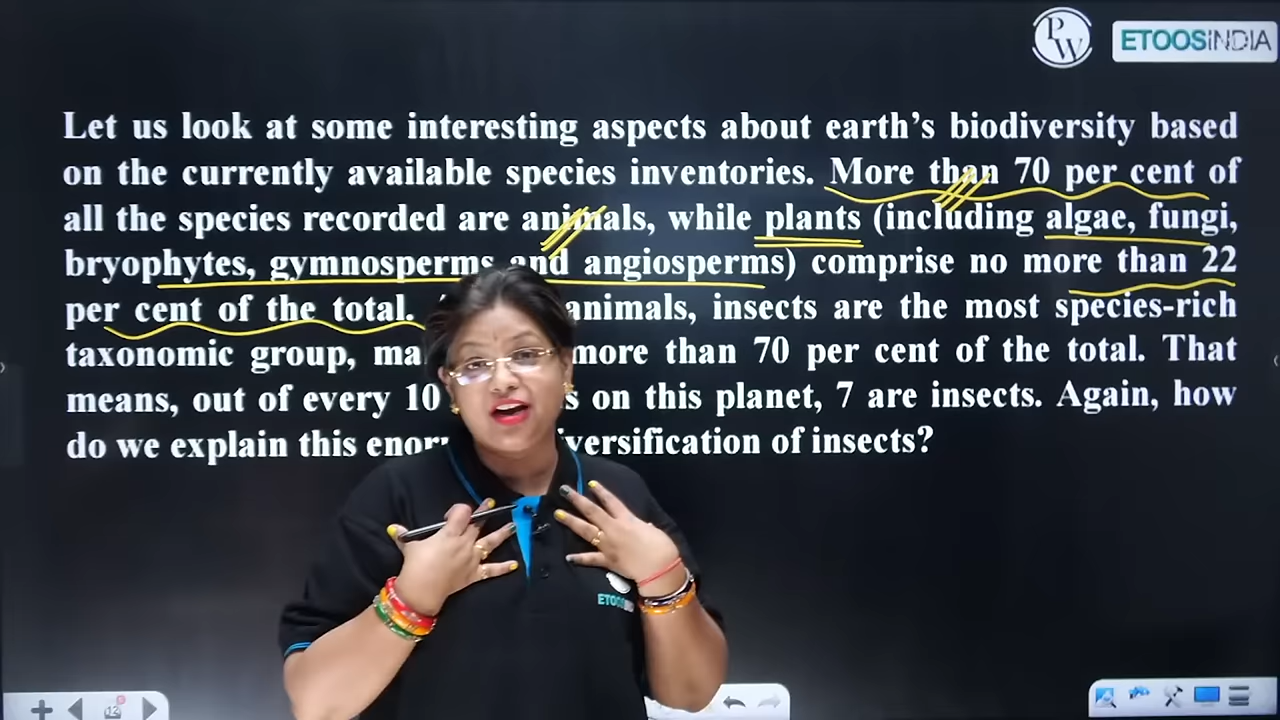 PW
ETOOSINDIA
Let us look at some interesting aspects about earth's biodiversity based
on the currently available species inventories. More than 70 per cent of
all the species recorded are animals, while plants (including algae, fungi,
bryophytes, gymnosperms and angiosperms) comprise no more than 22
per cent of the total. animals, insects are the most species-rich
taxonomic group, more than 70 per cent of the total. That
means, out of every 10 on this planet, 7 are insects. Again, how
do we explain this of insects?
12